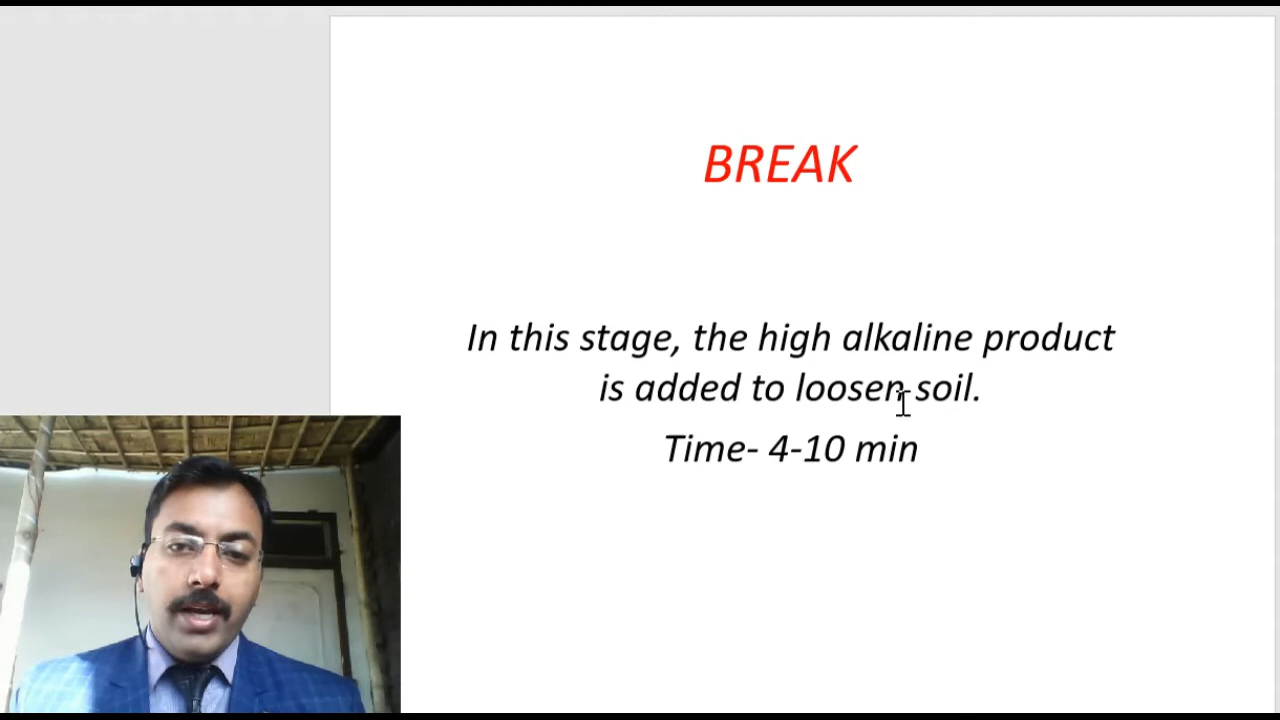 BREAK
In this stage, the high alkaline product
is added to loosen soil.
Time- 4-10 min